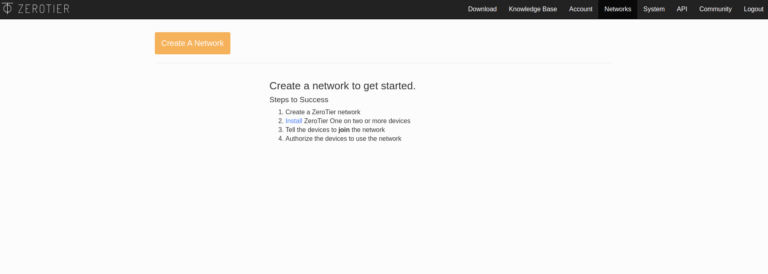 ZEROTIER
Download Knowledge Base Account Networks System API Community Logout
Create A Network
Create a network to get started.
Steps to Success
1. Create a ZeroTier network
2. Install ZeroTier One on two or more devices
3. Tell the devices to join the network
4. Authorize the devices to use the network